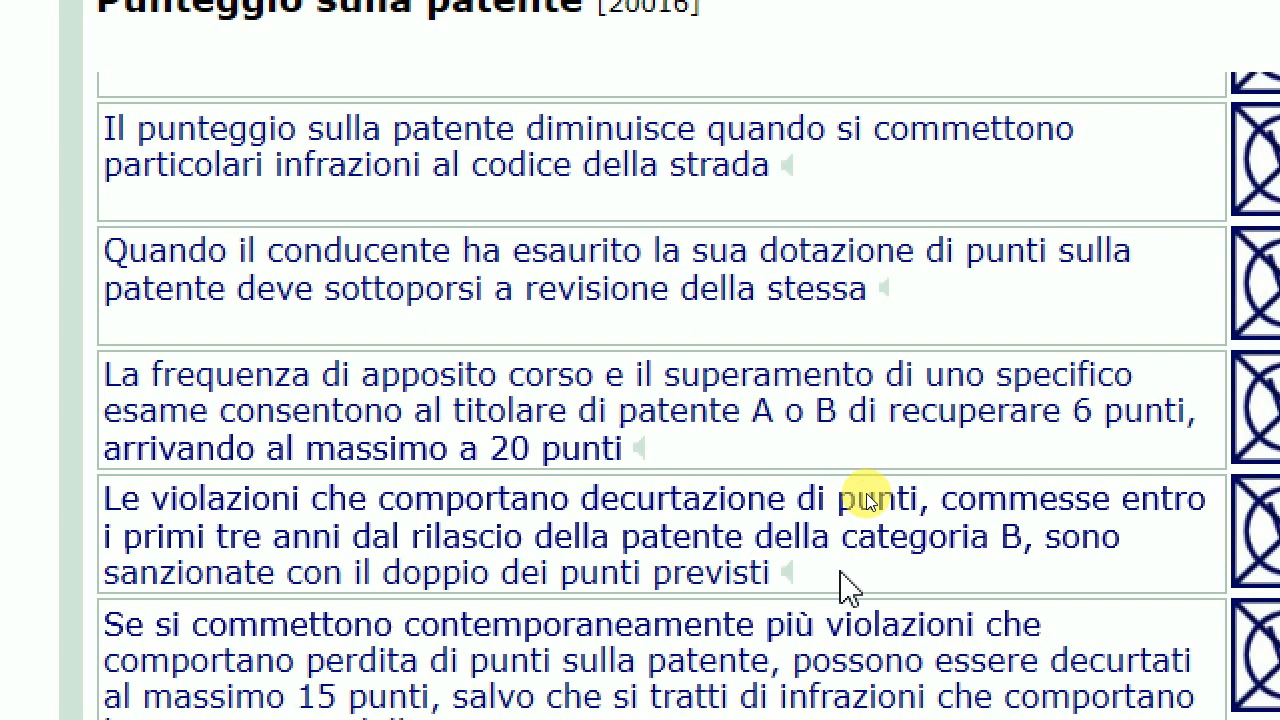 Punteggio sulla patente [20016]
Il punteggio sulla patente diminuisce quando si commettono
particolari infrazioni al codice della strada
Quando il conducente ha esaurito la sua dotazione di punti sulla
patente deve sottoporsi a revisione della stessa
La frequenza di apposito corso e il superamento di uno specifico
esame consentono al titolare di patente A o B di recuperare 6 punti,
arrivando al massimo a 20 punti
Le violazioni che comportano decurtazione di punti, commesse entro
i primi tre anni dal rilascio della patente della categoria B, sono
sanzionate con il doppio dei punti previsti
Se si commettono contemporaneamente più violazioni che
comportano perdita di punti sulla patente, possono essere decurtati
al massimo 15 punti, salvo che si tratti di infrazioni che comportano